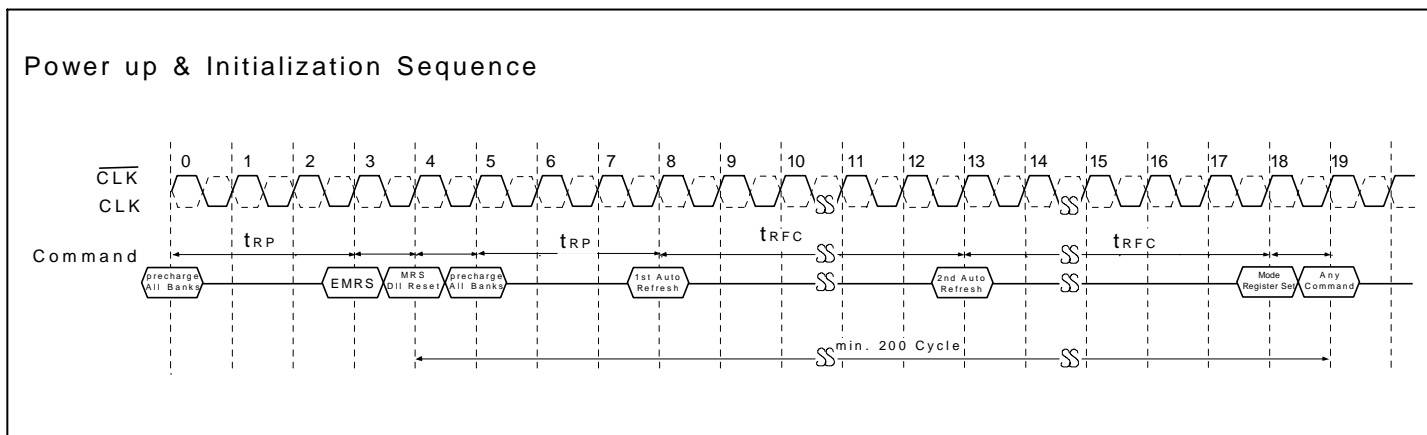 Power up & Initialization Sequence
0 1 2 3 4 5 6 7 8 9 10 11 12 13 14 15 16 17 18 19
CLK
CLK
tRP tRP tRFC tRFC
Command
precharge All Banks
EMRS
MRS Dll Reset
precharge All Banks
1st Auto Refresh
2nd Auto Refresh
Mode Register Set
Any Command
min. 200 Cycle